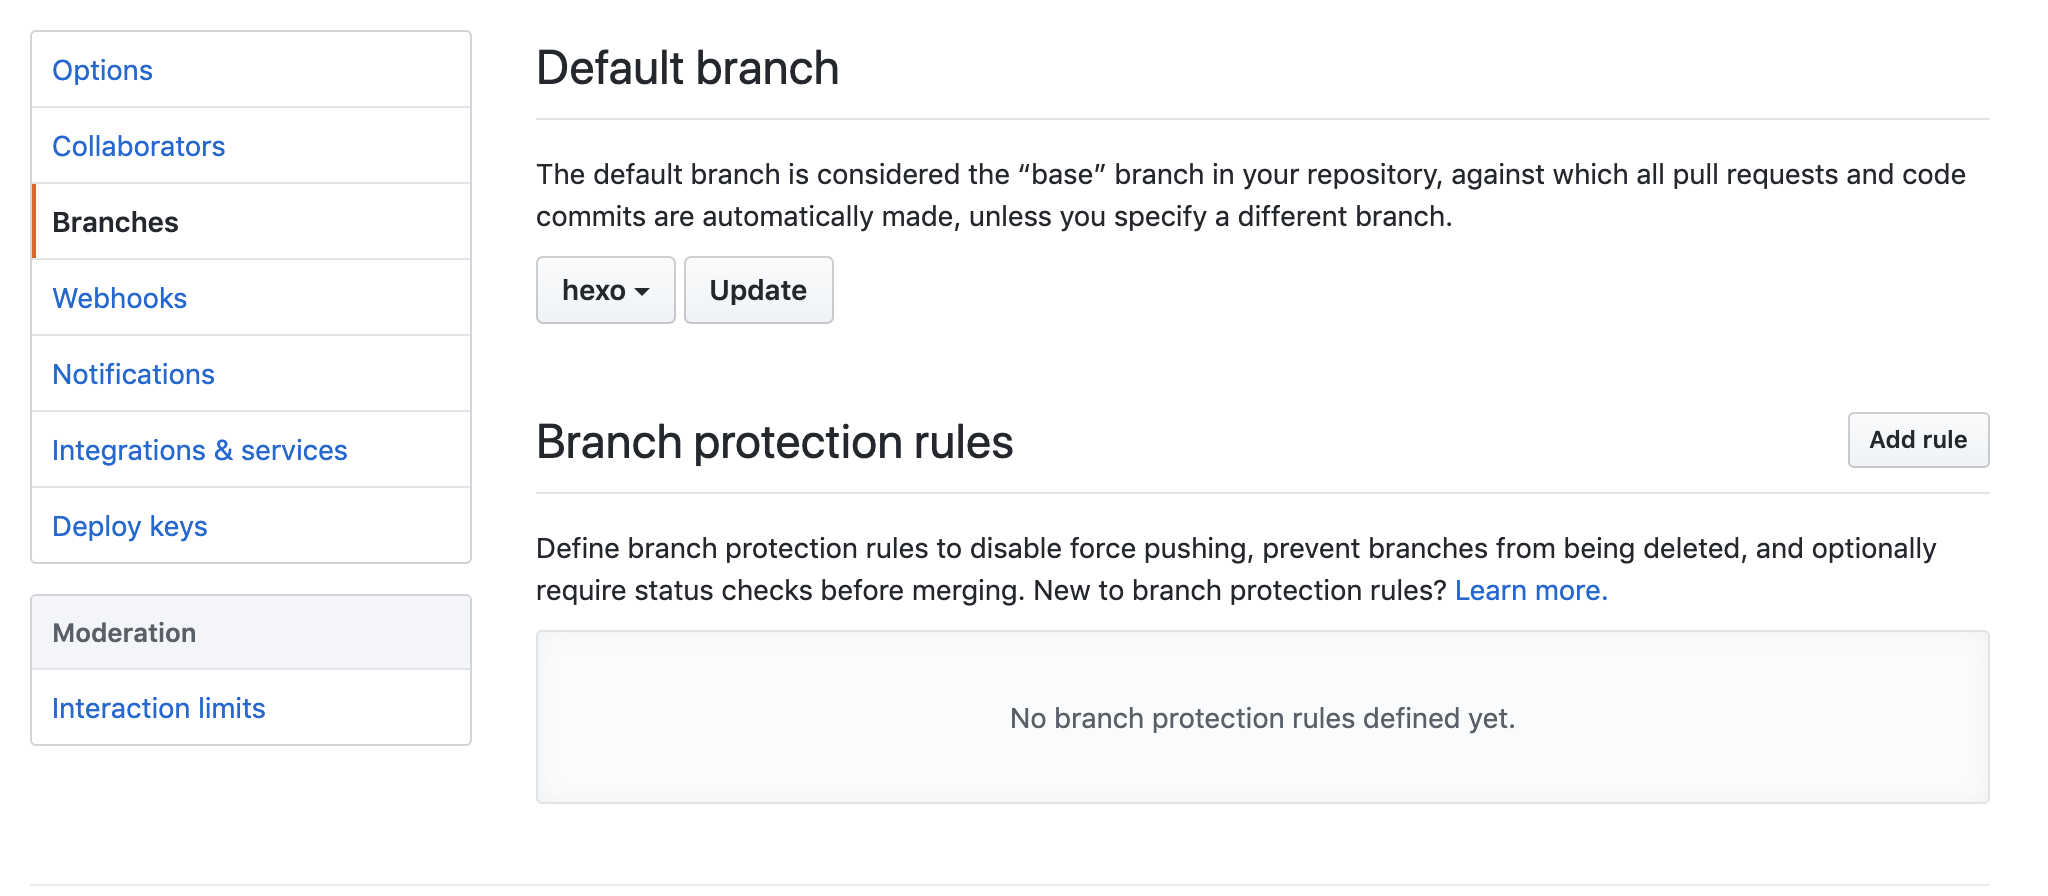 Options
Collaborators
Branches
Webhooks
Notifications
Integrations & services
Deploy keys
Moderation
Interaction limits
Default branch
The default branch is considered the “base” branch in your repository, against which all pull requests and code
commits are automatically made, unless you specify a different branch.
hexo
Update
Branch protection rules
Add rule
Define branch protection rules to disable force pushing, prevent branches from being deleted, and optionally
require status checks before merging. New to branch protection rules? Learn more.
No branch protection rules defined yet.